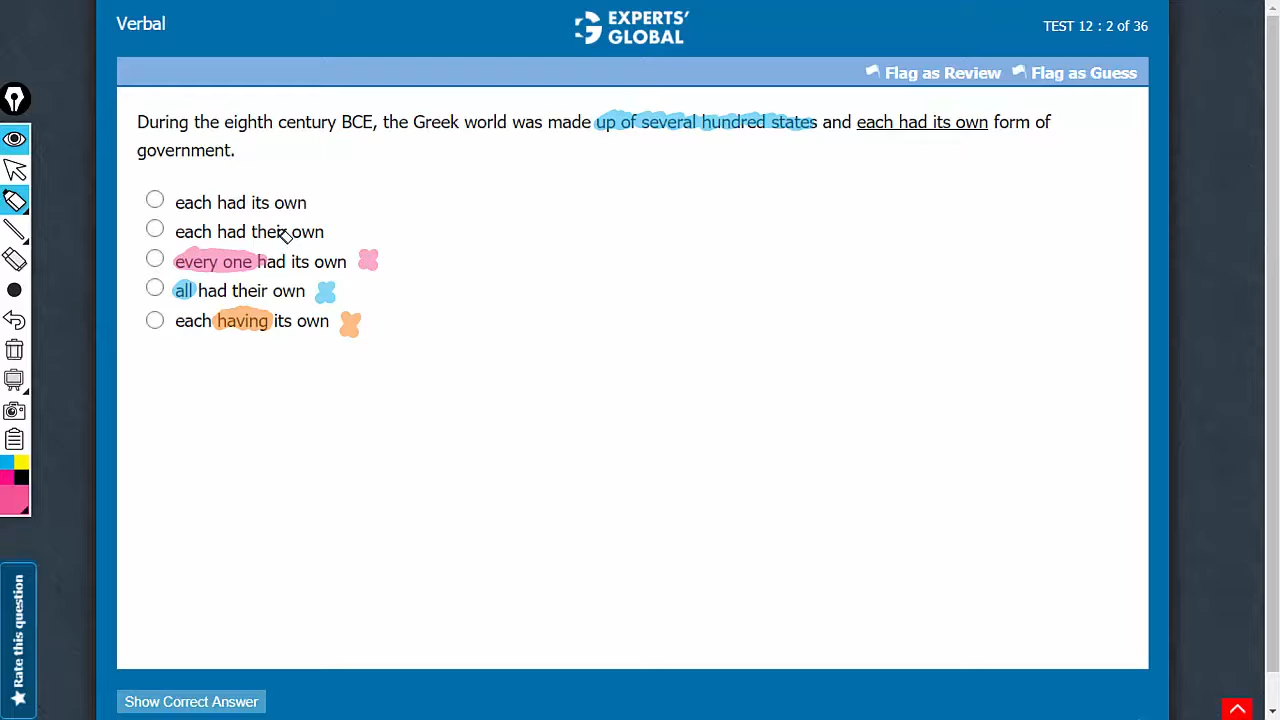 Verbal
EXPERTS'
GLOBAL
TEST 12 : 2 of 36
Flag as Review
Flag as Guess
During the eighth century BCE, the Greek world was made up of several hundred states and each had its own form of
government.
each had its own
each had their own
every one had its own
all had their own
each having its own
Rate this question
Show Correct Answer